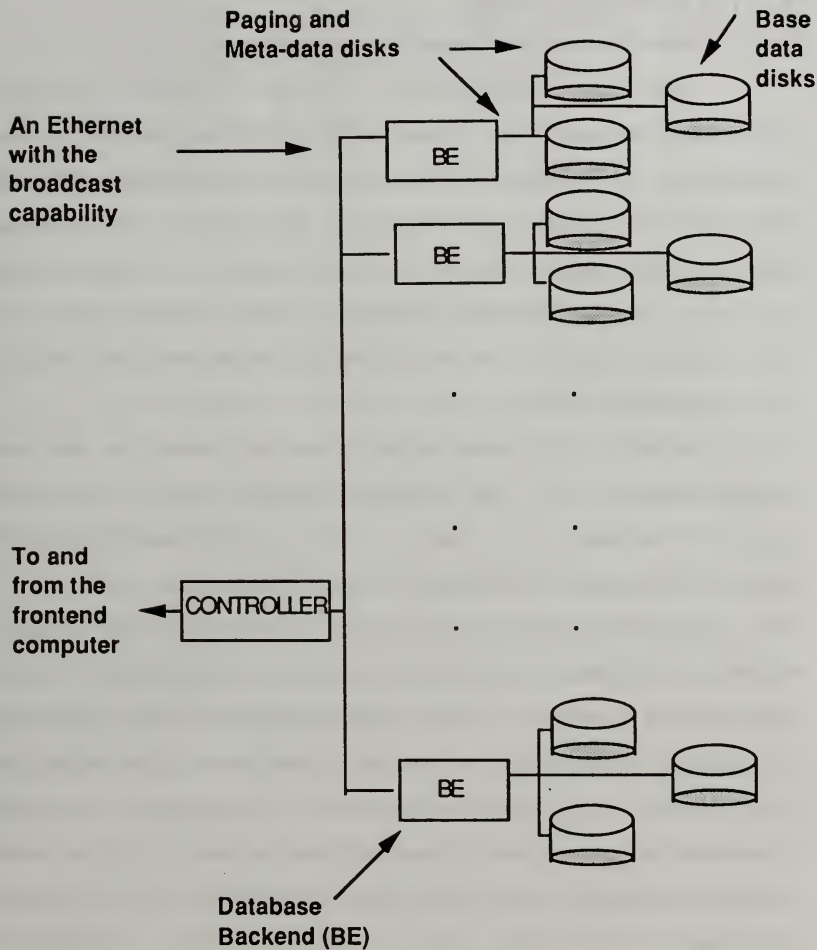 Paging and
Meta-data disks
Base
data
disks
An Ethernet
with the
broadcast
capability
BE
BE
To and
from the
frontend
computer
CONTROLLER
BE
Database
Backend (BE)